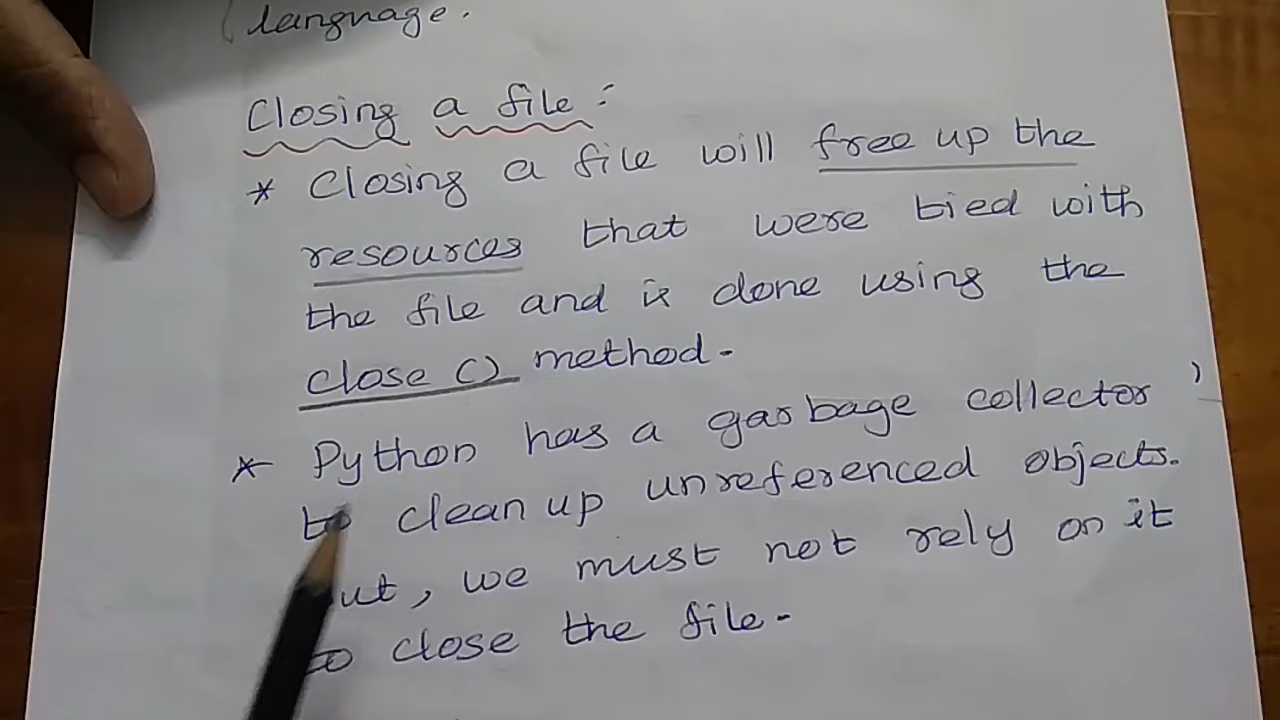 language.
Closing a file:
* Closing a file will free up the
resources that were tied with
the file and is done using the
close () method.
* Python has a garbage collector
to clean up unreferenced objects.
but, we must not rely on it
to close the file.